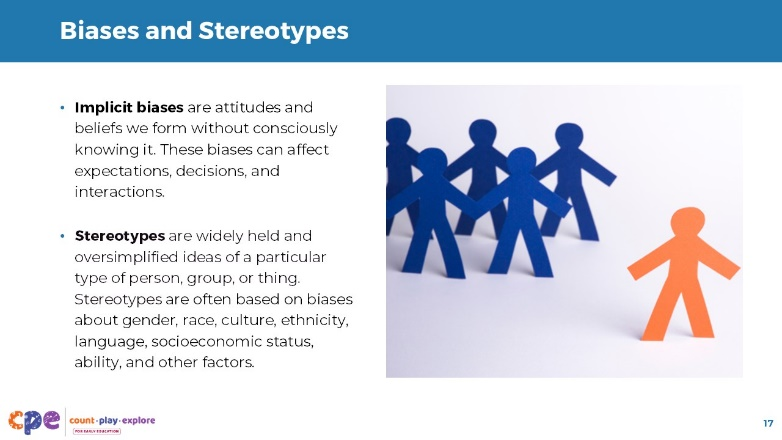 Biases and Stereotypes
• Implicit biases are attitudes and
beliefs we form without consciously
knowing it. These biases can affect
expectations, decisions, and
interactions.
• Stereotypes are widely held and
oversimplified ideas of a particular
type of person, group, or thing.
Stereotypes are often based on biases
about gender, race, culture, ethnicity,
language, socioeconomic status,
ability, and other factors.
cpe
count·play·explore
FOR EARLY EDUCATION
17